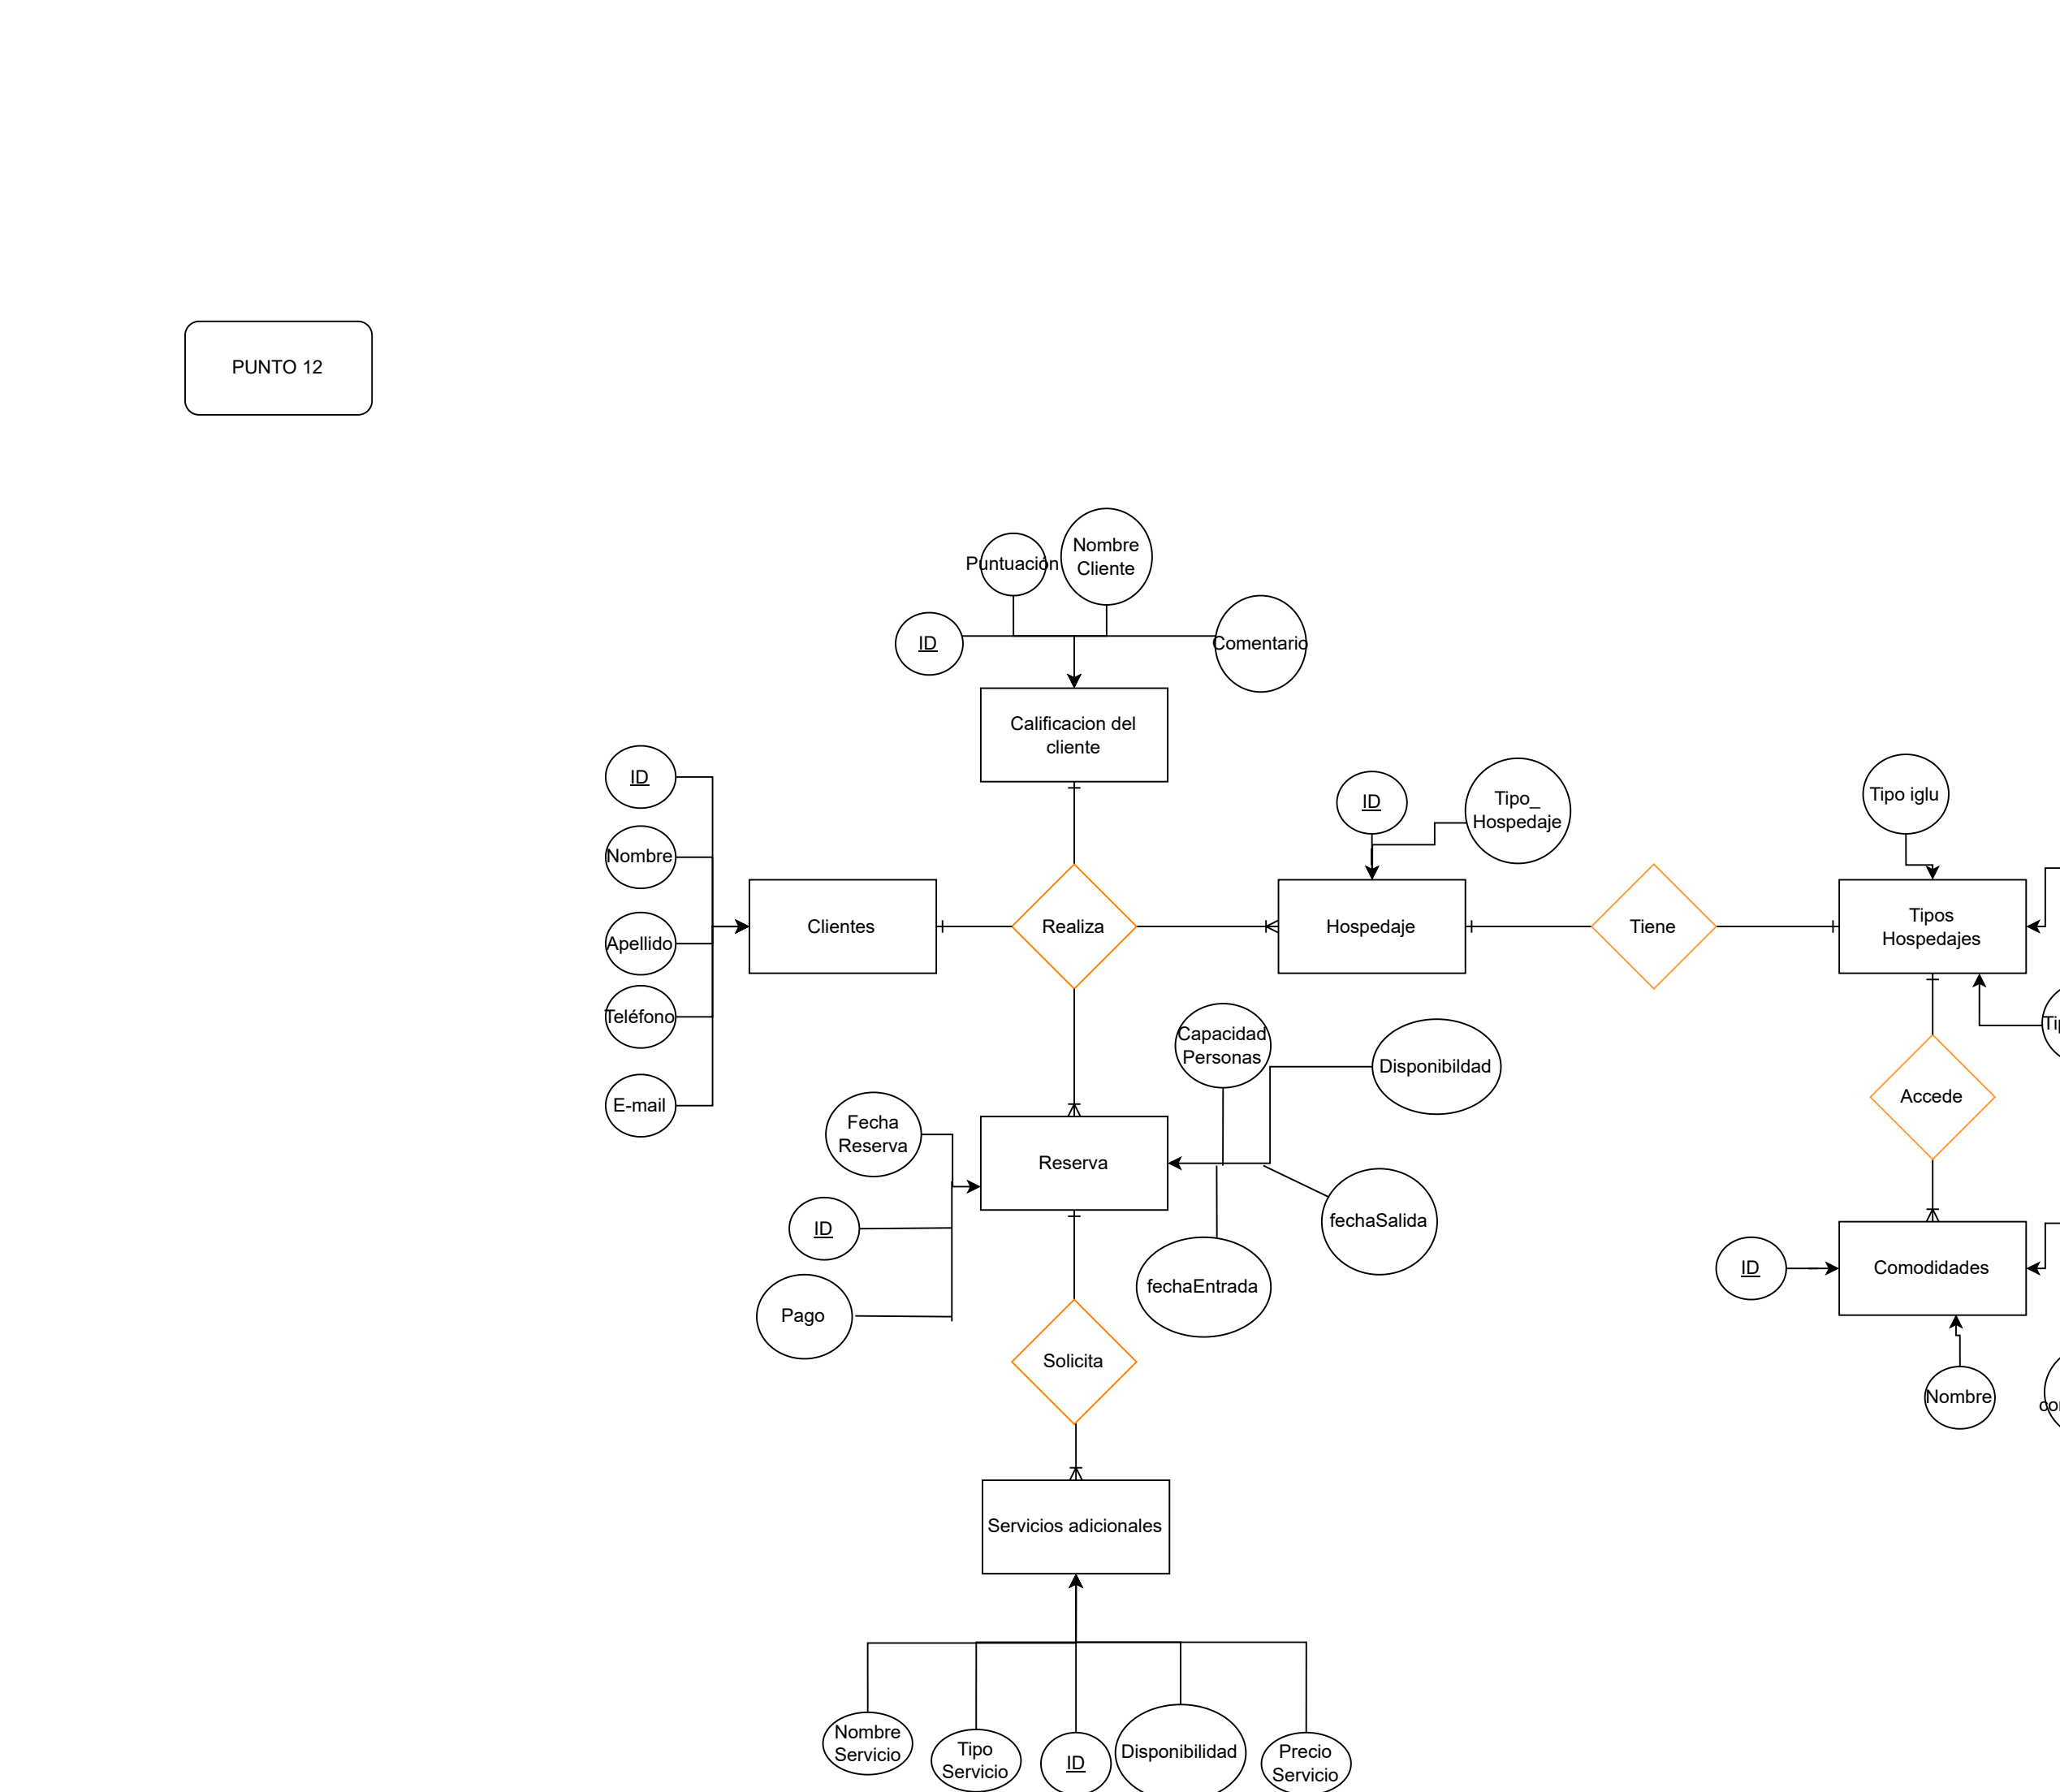 PUNTO 12
Nombre
Cliente
Puntuación
ID
Comentario
Calificacion del
cliente
ID
Nombre
Apellido
Teléfono
E-mail
Clientes
Realiza
ID
Tipo_
Hospedaje
Hospedaje
Tiene
Tipo iglu
Tipos
Hospedajes
Accede
Capacidad
Personas
Disponibildad
Fecha
Reserva
Reserva
ID
Pago
fechaSalida
fechaEntrada
ID
Comodidades
Nombre
Solicita
Servicios adicionales
Nombre
Servicio
Tipo
Servicio
ID
Disponibilidad
Precio
Servicio